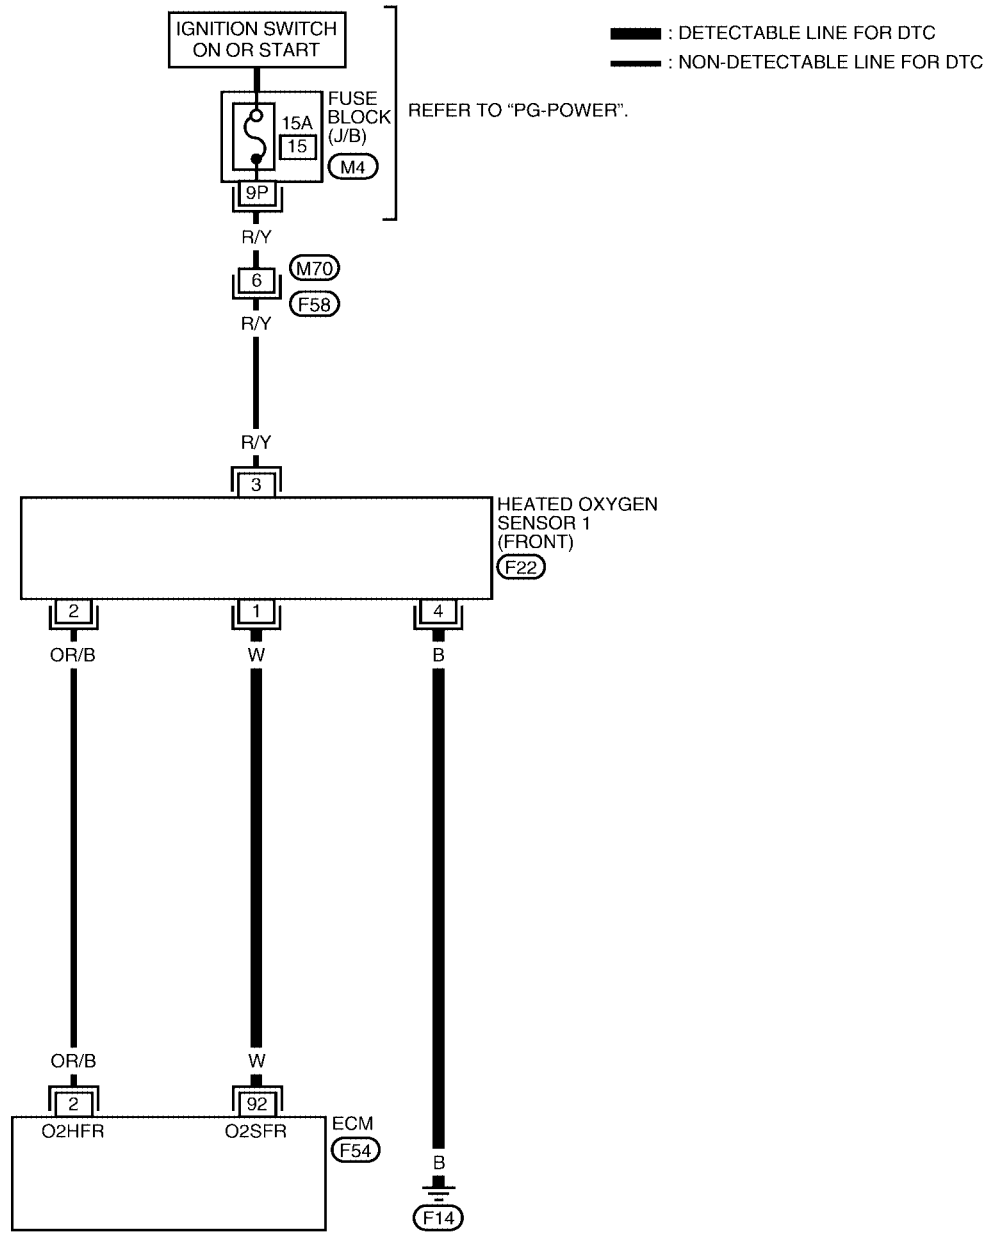 IGNITION SWITCH
ON OR START
: DETECTABLE LINE FOR DTC
: NON-DETECTABLE LINE FOR DTC
FUSE
BLOCK
(J/B)
15A
15
M4
REFER TO “PG-POWER”.
9P
R/Y
6
M70
F58
R/Y
R/Y
3
HEATED OXYGEN
SENSOR 1
(FRONT)
F22
2
1
4
OR/B
W
B
OR/B
W
2
92
O2HFR
O2SFR
ECM
F54
B
F14